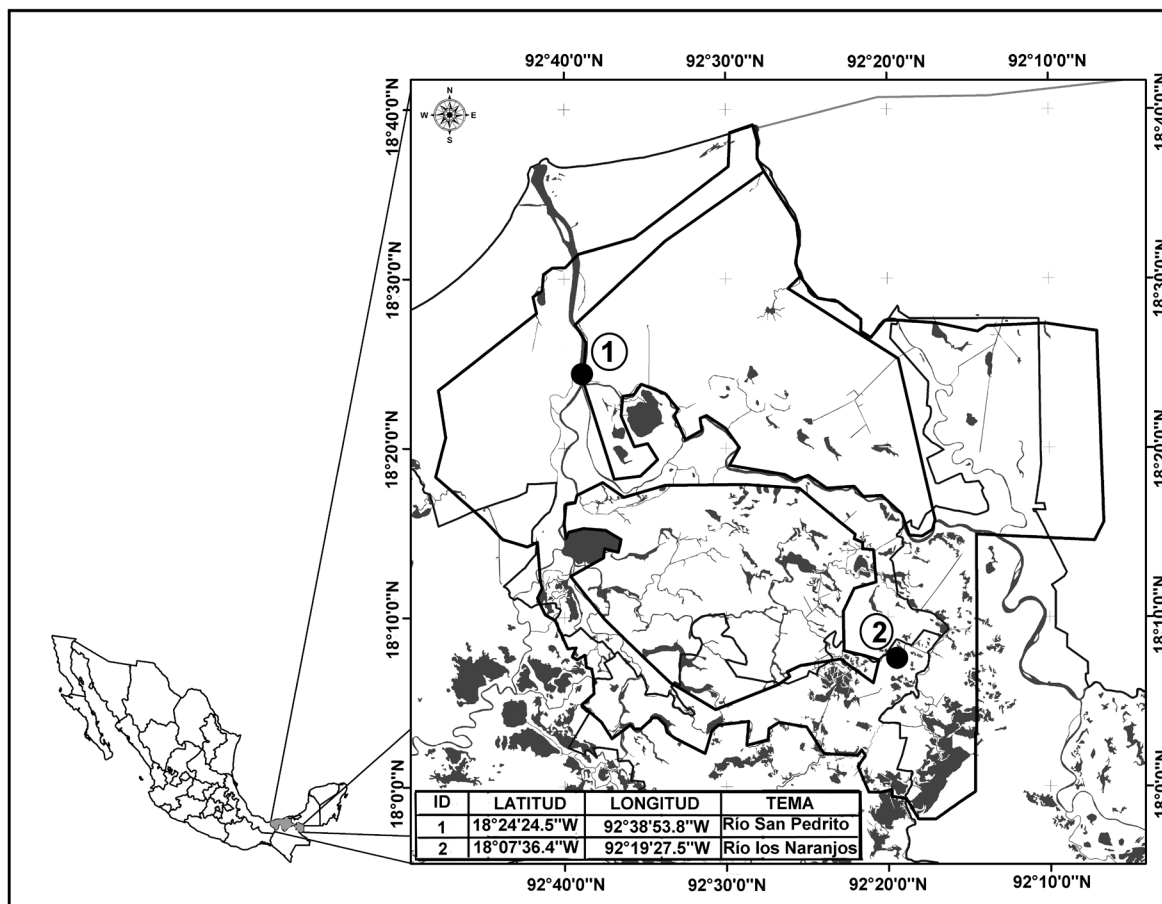 92°40'0"N 92°30'0"N 92°20'0"N 92°10'0"N
N
W E
S
18°40'0"N 18°40'0"N
18°30'0"N 18°30'0"N
1
18°20'0"N 18°20'0"N
18°10'0"N 18°10'0"N
2
18°0'0"N 18°0'0"N
ID LATITUD LONGITUD TEMA
1 18°24'24.5"W 92°38'53.8"W Río San Pedrito
2 18°07'36.4"W 92°19'27.5"W Río los Naranjos
92°40'0"N 92°30'0"N 92°20'0"N 92°10'0"N